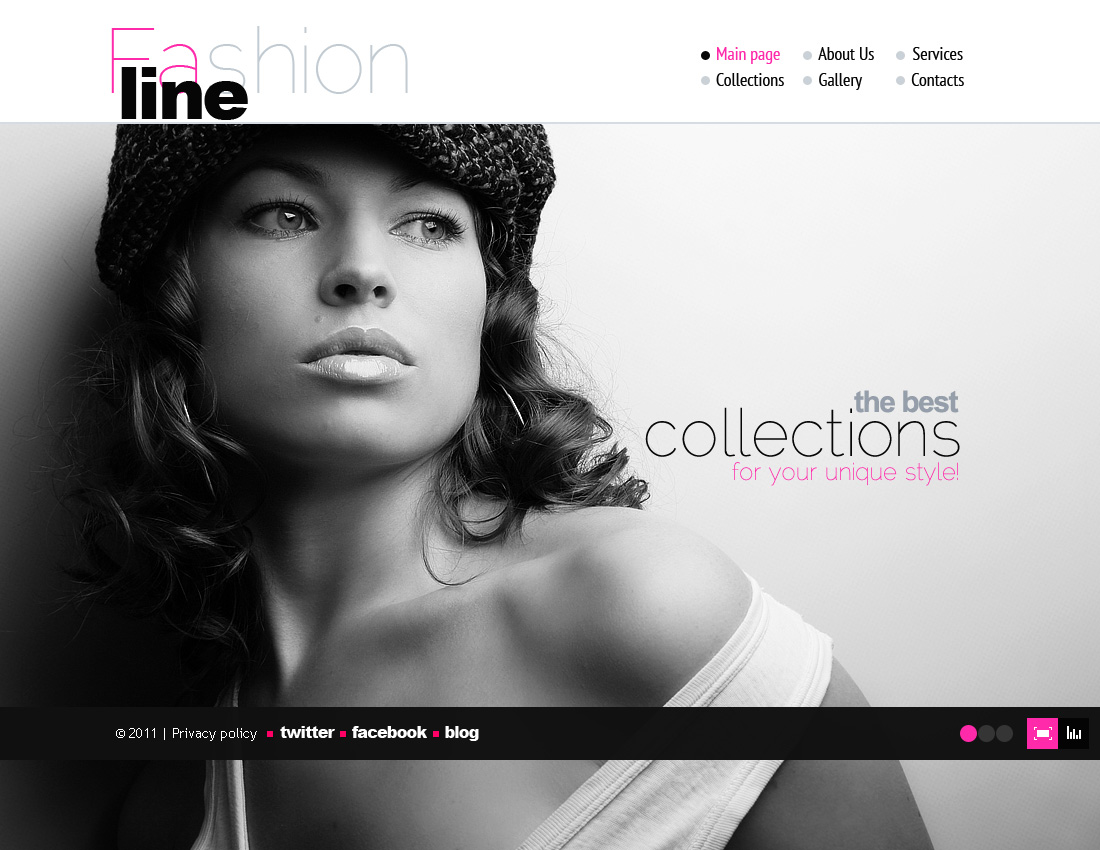 Fashion
line
Main page About Us Services
Collections Gallery Contacts
the best
collections
for your unique style!
© 2011 | Privacy policy twitter facebook blog